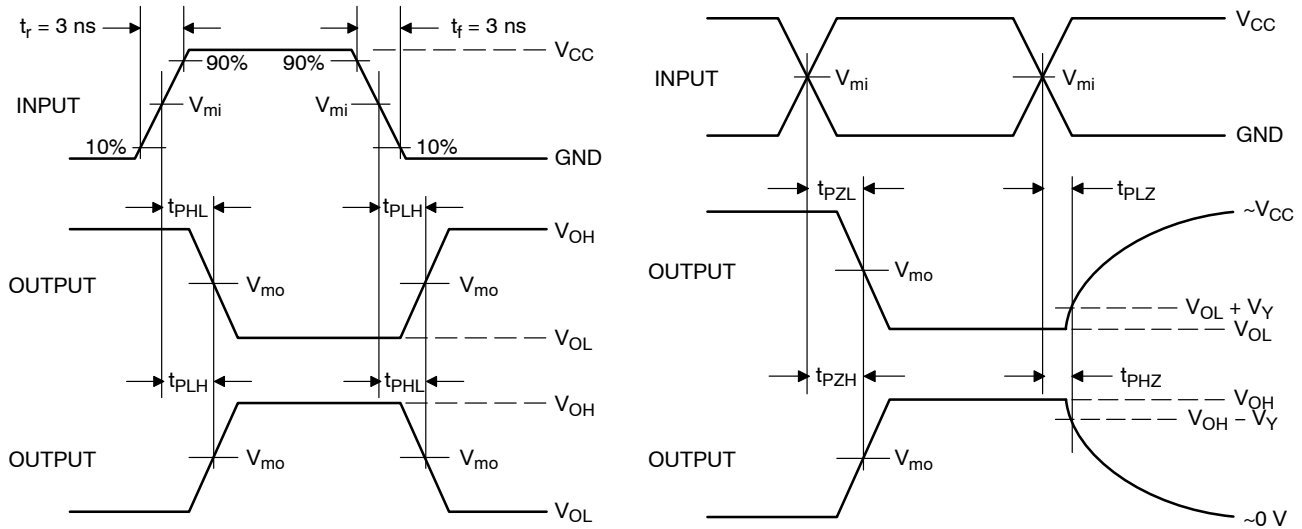 t_r = 3 ns
t_f = 3 ns
V_CC
90%
90%
INPUT
V_mi
V_mi
10%
10%
GND
t_PHL
t_PLH
V_OH
OUTPUT
V_mo
V_mo
V_OL
t_PLH
t_PHL
V_OH
OUTPUT
V_mo
V_mo
V_OL
V_CC
INPUT
V_mi
V_mi
GND
t_PZL
t_PLZ
~V_CC
OUTPUT
V_mo
V_OL + V_Y
V_OL
t_PZH
t_PHZ
V_OH
V_OH − V_Y
OUTPUT
V_mo
~0 V